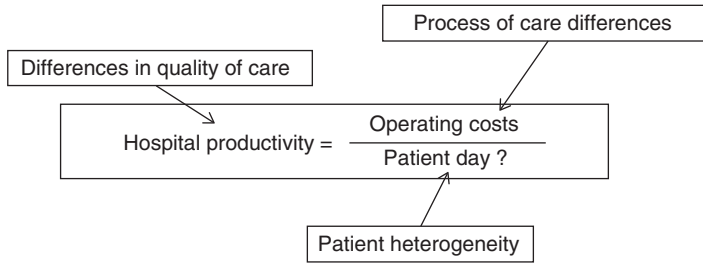 Process of care differences
Differences in quality of care
Hospital productivity = Operating costs
Patient day ?
Patient heterogeneity